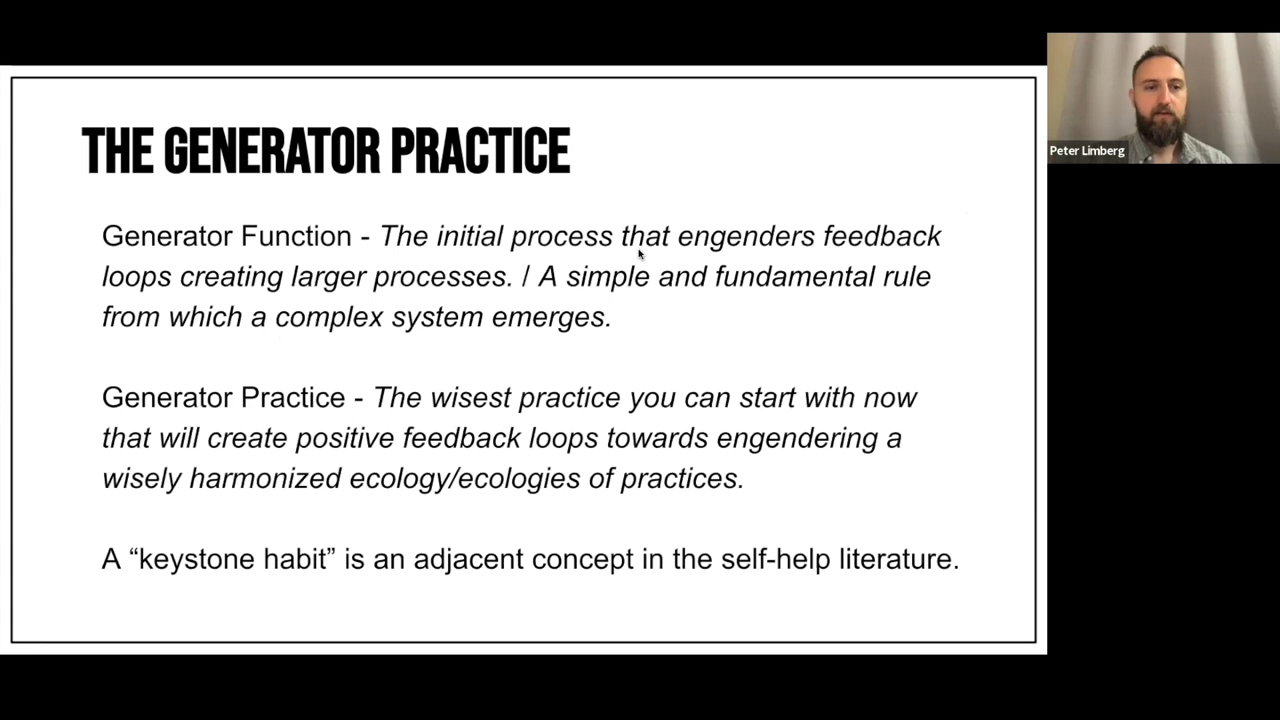 THE GENERATOR PRACTICE
Generator Function - The initial process that engenders feedback
loops creating larger processes. / A simple and fundamental rule
from which a complex system emerges.
Generator Practice - The wisest practice you can start with now
that will create positive feedback loops towards engendering a
wisely harmonized ecology/ecologies of practices.
A “keystone habit” is an adjacent concept in the self-help literature.
Peter Limberg